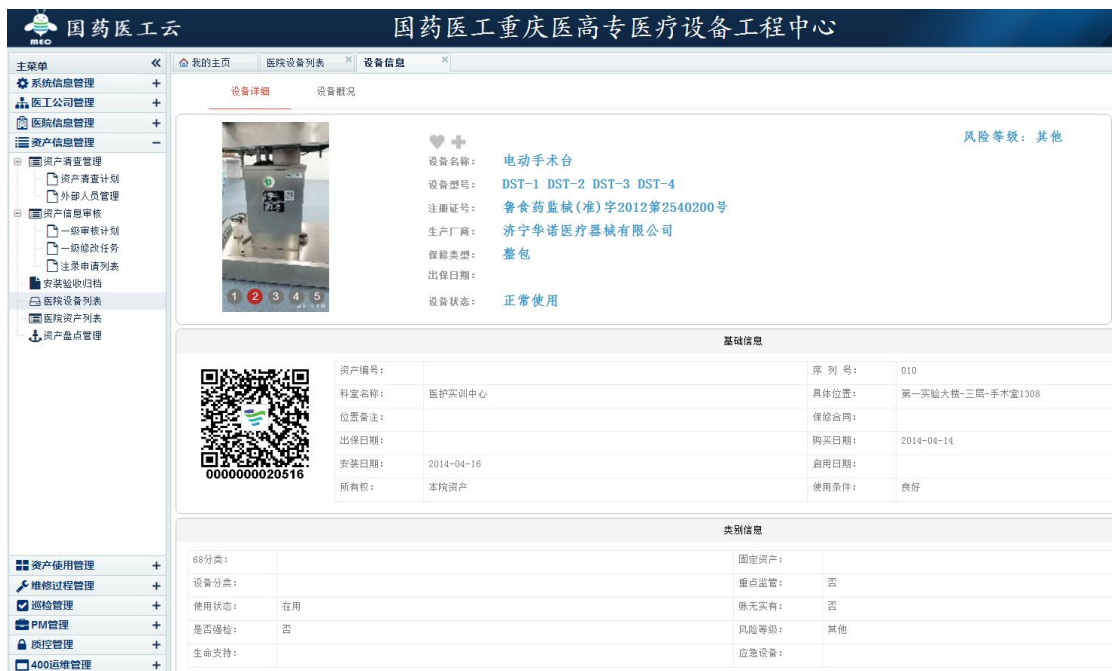 国药医工云
MEO
国药医工重庆医高专医疗设备工程中心
主菜单
系统信息管理
医工公司管理
医院信息管理
资产信息管理
资产清查管理
资产清查计划
外部人员管理
资产信息审核
一级审核计划
一级修改任务
注录申请列表
安装验收归档
医院设备列表
医院资产列表
资产盘点管理
资产使用管理
维修过程管理
巡检管理
PM管理
质控管理
400运维管理
我的主页 医院设备列表 设备信息
设备详细 设备概况
1 2 3 4 5
风险等级: 其他
设备名称: 电动手术台
设备型号: DST-1 DST-2 DST-3 DST-4
注册证号: 鲁食药监械(准)字2012第2540200号
生产厂商: 济宁华诺医疗器械有限公司
保修类型: 整包
出保日期:
设备状态: 正常使用
基础信息
0000000020516
资产编号: 序 列 号: 010
科室名称: 医护实训中心 具体位置: 第一实验大楼-三层-手术室1308
位置备注: 保修合同:
出保日期: 购买日期: 2014-04-14
安装日期: 2014-04-16 启用日期:
所有权: 本院资产 使用条件: 良好
类别信息
68分类: 固定资产:
设备分类: 重点监管: 否
使用状态: 在用 账无实有: 否
是否强检: 否 风险等级: 其他
生命支持: 应急设备: